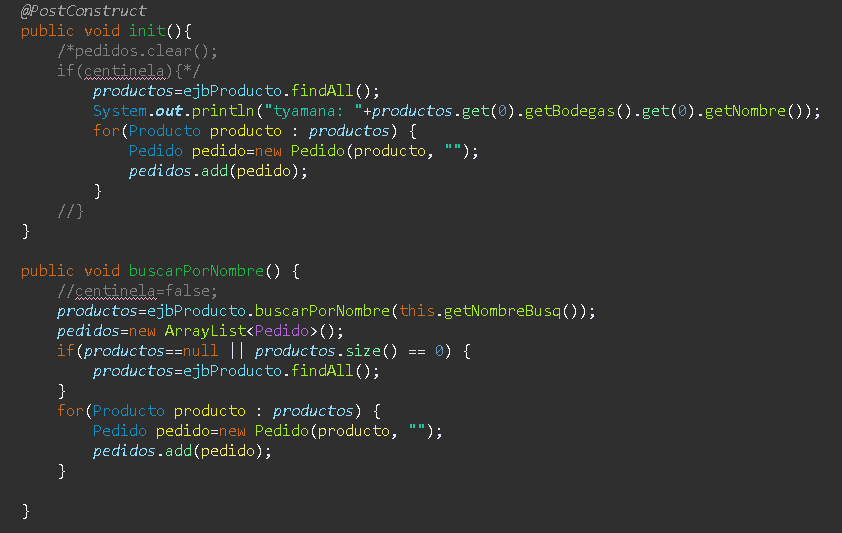 @PostConstruct
public void init(){
    /*pedidos.clear();
    if(centinela){*/
        productos=ejbProducto.findAll();
        System.out.println("tyamana: "+productos.get(0).getBodegas().get(0).getNombre());
        for(Producto producto : productos) {
            Pedido pedido=new Pedido(producto, "");
            pedidos.add(pedido);
        }
    //}
}

public void buscarPorNombre() {
    //centinela=false;
    productos=ejbProducto.buscarPorNombre(this.getNombreBusq());
    pedidos=new ArrayList<Pedido>();
    if(productos==null || productos.size() == 0) {
        productos=ejbProducto.findAll();
    }
    for(Producto producto : productos) {
        Pedido pedido=new Pedido(producto, "");
        pedidos.add(pedido);
    }

}